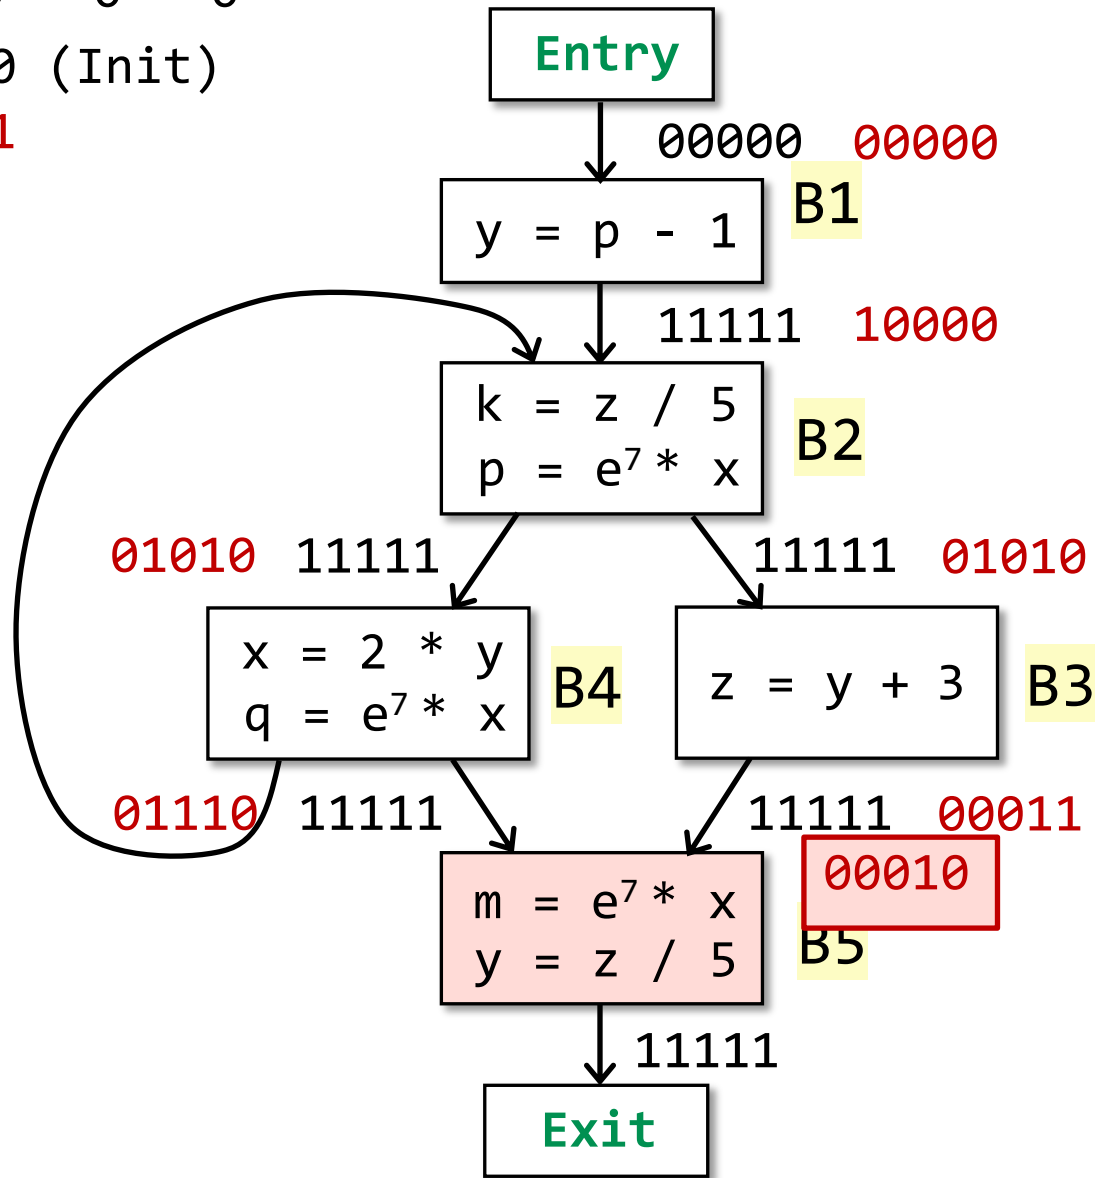 0 (Init)
1
Entry
00000 00000
B1
y = p - 1
11111 10000
k = z / 5
p = e⁷ * x
B2
01010 11111
11111 01010
x = 2 * y
q = e⁷ * x
B4
z = y + 3
B3
01110 11111
11111 00011
00010
m = e⁷ * x
y = z / 5
B5
11111
Exit